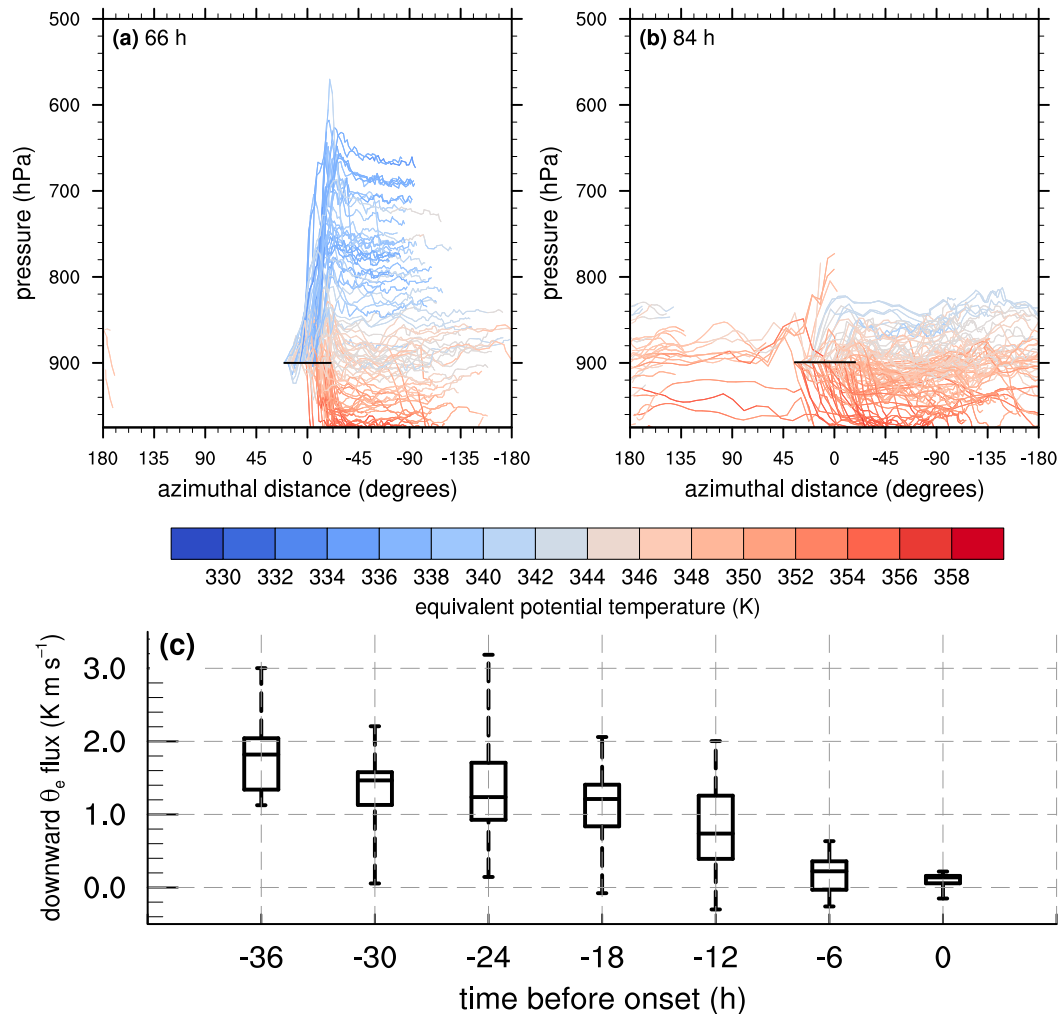 (a) 66 h
(b) 84 h
500
600
700
800
900
pressure (hPa)
180 135 90 45 0 -45 -90 -135 -180
azimuthal distance (degrees)
500
600
700
800
900
pressure (hPa)
180 135 90 45 0 -45 -90 -135 -180
azimuthal distance (degrees)
330 332 334 336 338 340 342 344 346 348 350 352 354 356 358
equivalent potential temperature (K)
(c)
3.0
2.0
1.0
0.0
downward θe flux (K m s⁻¹)
-36 -30 -24 -18 -12 -6 0
time before onset (h)